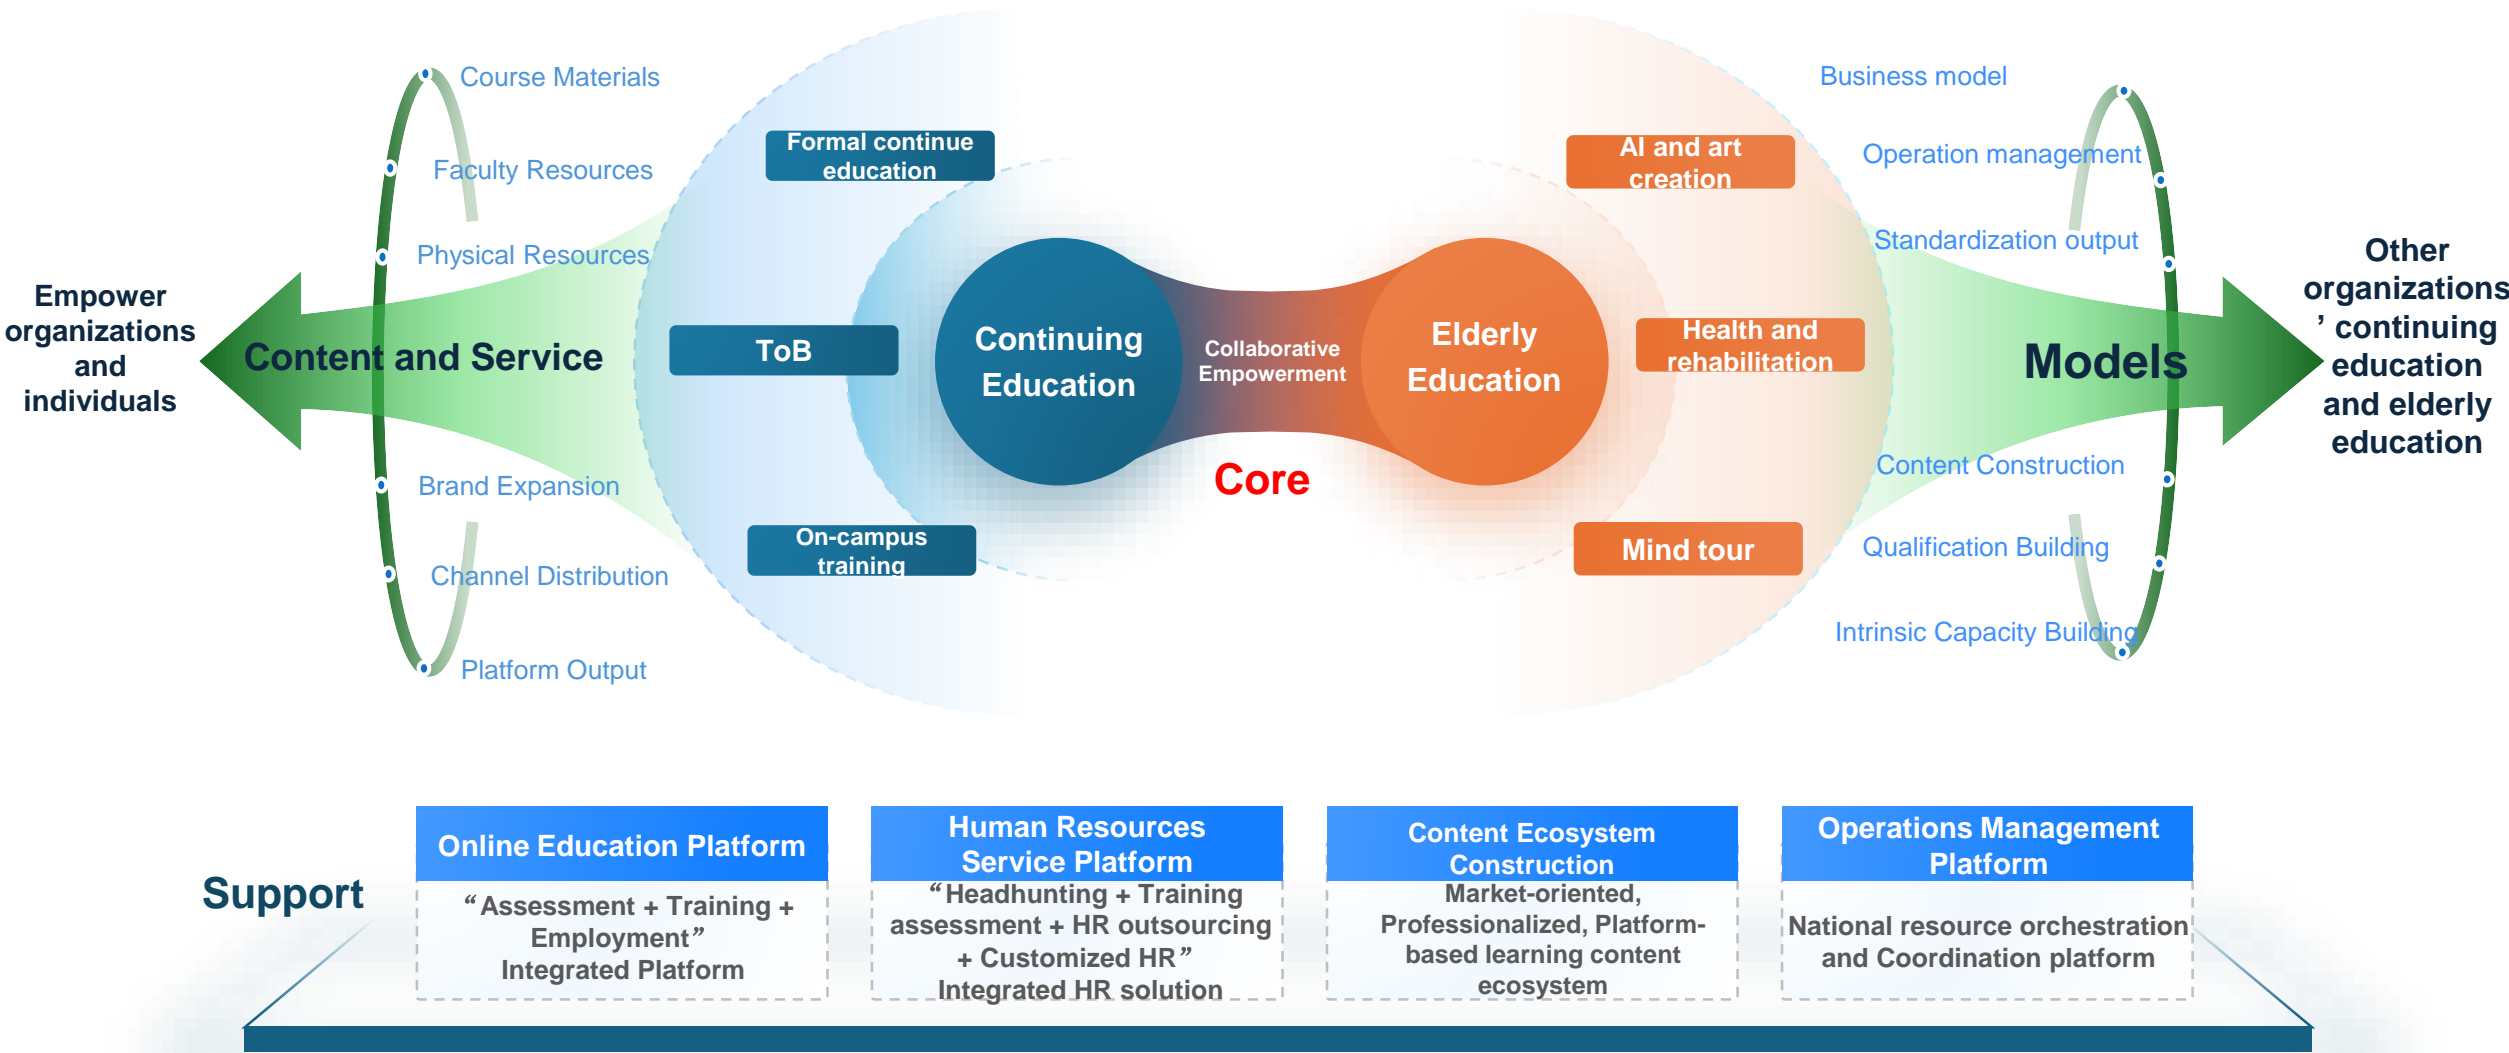 Course Materials
Faculty Resources
Physical Resources
Empower
organizations
and
individuals
Content and Service
Brand Expansion
Channel Distribution
Platform Output
Formal continue
education
ToB
On-campus
training
Continuing
Education
Collaborative
Empowerment
Core
Elderly
Education
AI and art
creation
Health and
rehabilitation
Mind tour
Business model
Operation management
Standardization output
Models
Content Construction
Qualification Building
Intrinsic Capacity Building
Other
organizations
’ continuing
education
and elderly
education
Support
Online Education Platform
“Assessment + Training +
Employment”
Integrated Platform
Human Resources
Service Platform
“Headhunting + Training
assessment + HR outsourcing
+ Customized HR”
Integrated HR solution
Content Ecosystem
Construction
Market-oriented,
Professionalized, Platform-
based learning content
ecosystem
Operations Management
Platform
National resource orchestration
and Coordination platform